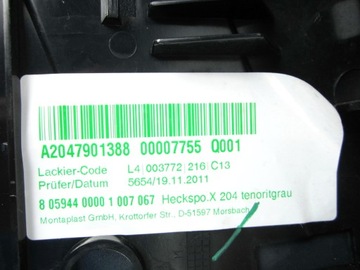 A2047901388 00007755 Q001
Lackier-Code L4 003772 216 C13
Prüfer/Datum 5654/19.11.2011
8 05944 0000 1 007 067 Heckspo.X 204 tenoritgrau
Montaplast GmbH, Krottorfer Str., D-51597 Morsbach